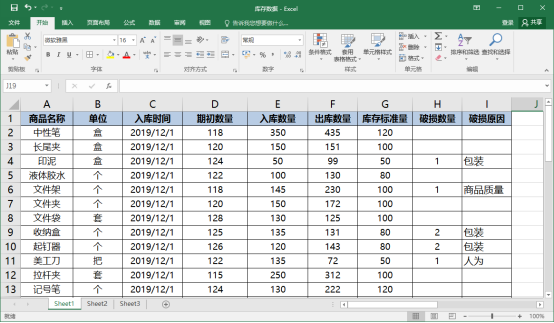 库存数据 - Excel
文件 开始 插入 页面布局 公式 数据 审阅 视图 告诉我您想要做什么... 登录 共享
粘贴 微软雅黑 16 常规 条件格式 套用 单元格样式 插入 删除 格式 排序和筛选 查找和选择
表格格式
剪贴板 字体 对齐方式 数字 样式 单元格 编辑
J19
A B C D E F G H I J
1 商品名称 单位 入库时间 期初数量 入库数量 出库数量 库存标准量 破损数量 破损原因
2 中性笔 盒 2019/12/1 118 350 435 120
3 长尾夹 盒 2019/12/1 120 150 151 100
4 印泥 盒 2019/12/1 124 50 99 50 1 包装
5 液体胶水 个 2019/12/1 122 100 130 80
6 文件架 个 2019/12/1 118 145 230 100 1 商品质量
7 文件夹 个 2019/12/1 120 150 172 100
8 文件袋 套 2019/12/1 128 130 125 100
9 收纳盒 个 2019/12/1 125 135 131 80 2 包装
10 起钉器 个 2019/12/1 126 120 143 80 2 包装
11 美工刀 把 2019/12/1 122 135 72 50 1 人为
12 拉杆夹 套 2019/12/1 115 250 312 100
13 记号笔 个 2019/12/1 124 130 222 120
Sheet1 Sheet2 Sheet3
就绪 100%